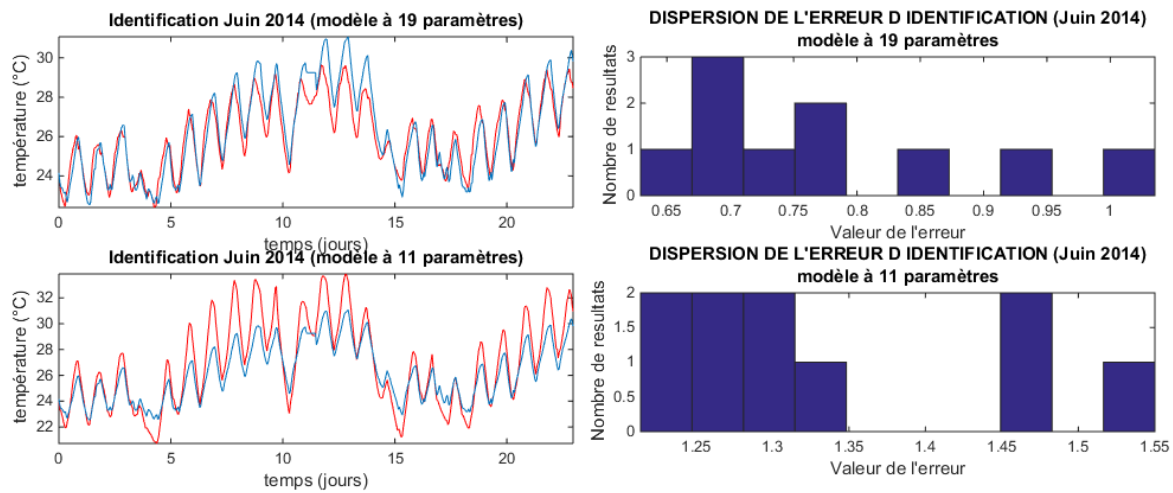 Identification Juin 2014 (modèle à 19 paramètres)
température (°C)
30
28
26
24
0 5 10 15 20
temps (jours)
DISPERSION DE L'ERREUR D IDENTIFICATION (Juin 2014)
modèle à 19 paramètres
Nombre de resultats
3
2
1
0
0.65 0.7 0.75 0.8 0.85 0.9 0.95 1
Valeur de l'erreur
Identification Juin 2014 (modèle à 11 paramètres)
température (°C)
32
30
28
26
24
22
0 5 10 15 20
temps (jours)
DISPERSION DE L'ERREUR D IDENTIFICATION (Juin 2014)
modèle à 11 paramètres
Nombre de resultats
2
1.5
1
0.5
0
1.25 1.3 1.35 1.4 1.45 1.5 1.55
Valeur de l'erreur